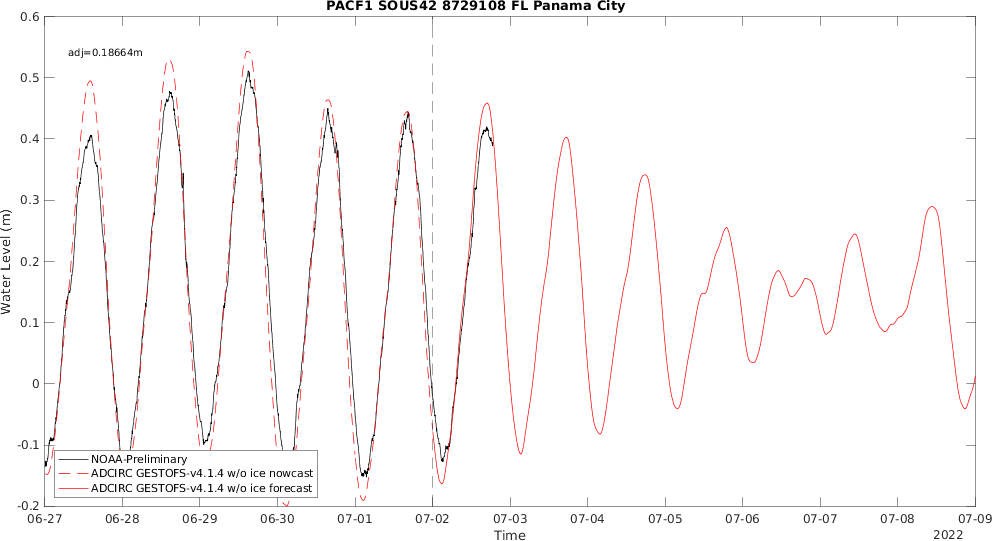 PACF1 SOUS42 8729108 FL Panama City
0.6
adj=0.18664m
0.5
0.4
0.3
0.2
0.1
0
-0.1
-0.2
Water Level (m)
NOAA-Preliminary
ADCIRC GESTOFS-v4.1.4 w/o ice nowcast
ADCIRC GESTOFS-v4.1.4 w/o ice forecast
06-27 06-28 06-29 06-30 07-01 07-02 07-03 07-04 07-05 07-06 07-07 07-08 07-09
Time
2022